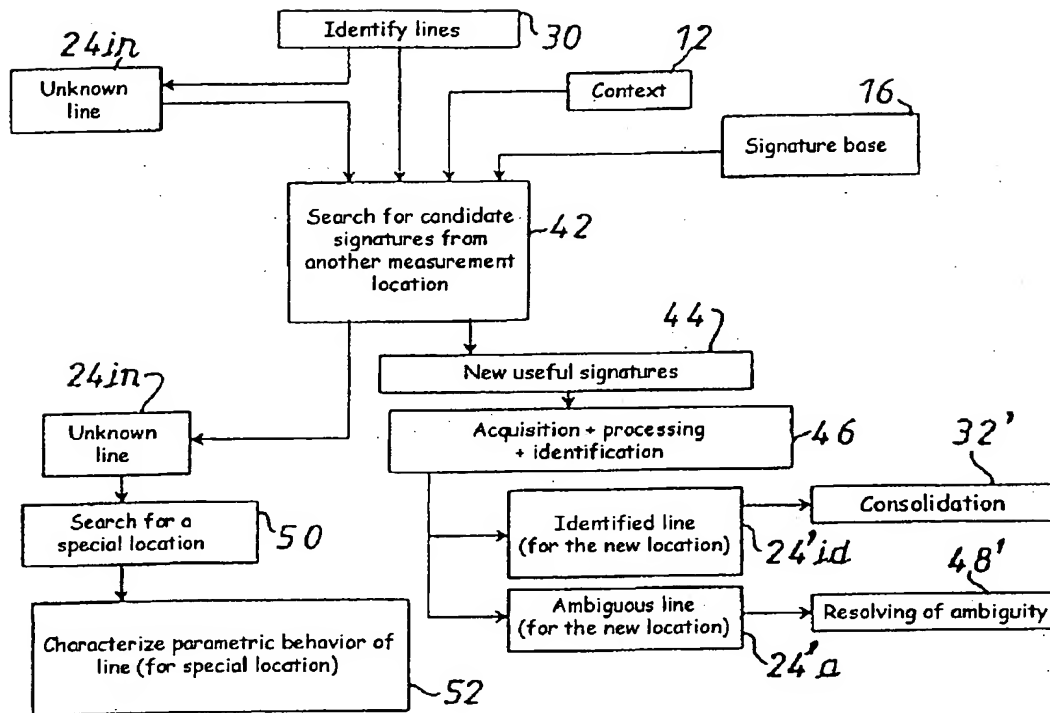 Identify lines
30
24in
Unknown
line
12
Context
16
Signature base
Search for candidate
signatures from
another measurement
location
42
44
New useful signatures
24in
Unknown
line
Acquisition + processing
+ identification
46
32'
Consolidation
Search for a
special location
50
Identified line
(for the new location)
24'id
48'
Ambiguous line
(for the new location)
Resolving of ambiguity
24'a
Characterize parametric behavior of
line (for special location)
52